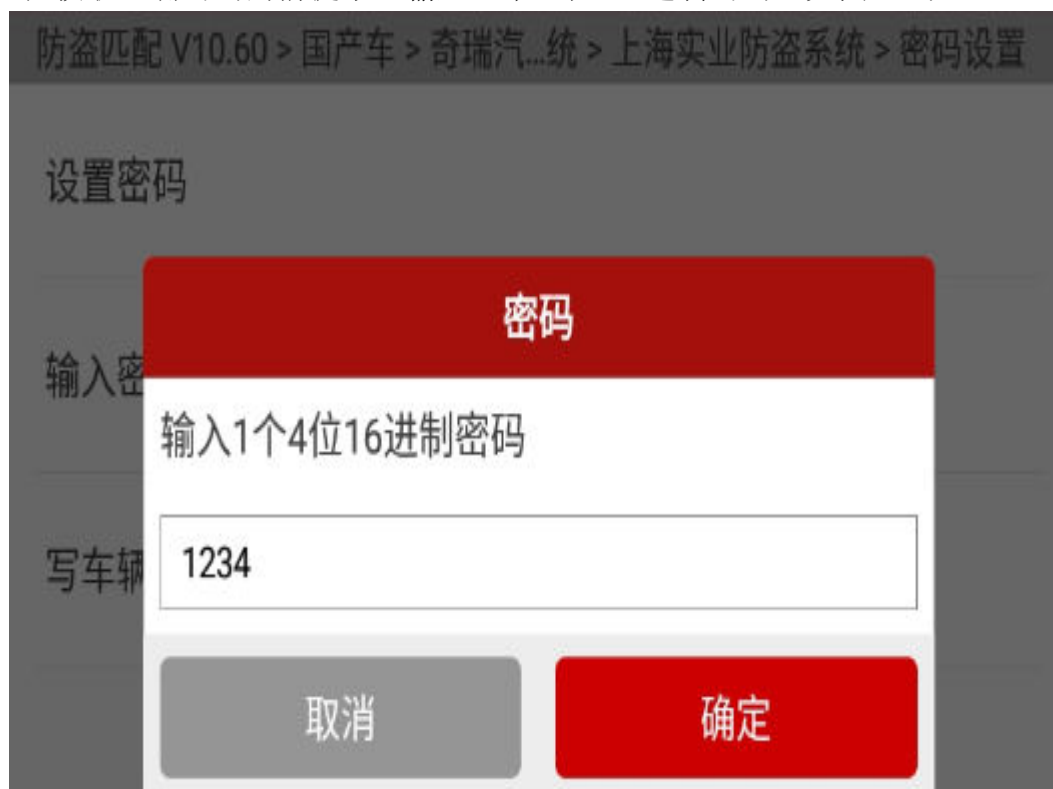 防盗匹配 V10.60 > 国产车 > 奇瑞汽...统 > 上海实业防盗系统 > 密码设置
设置密码
密码
输入密
输入1个4位16进制密码
1234
写车辆
取消
确定